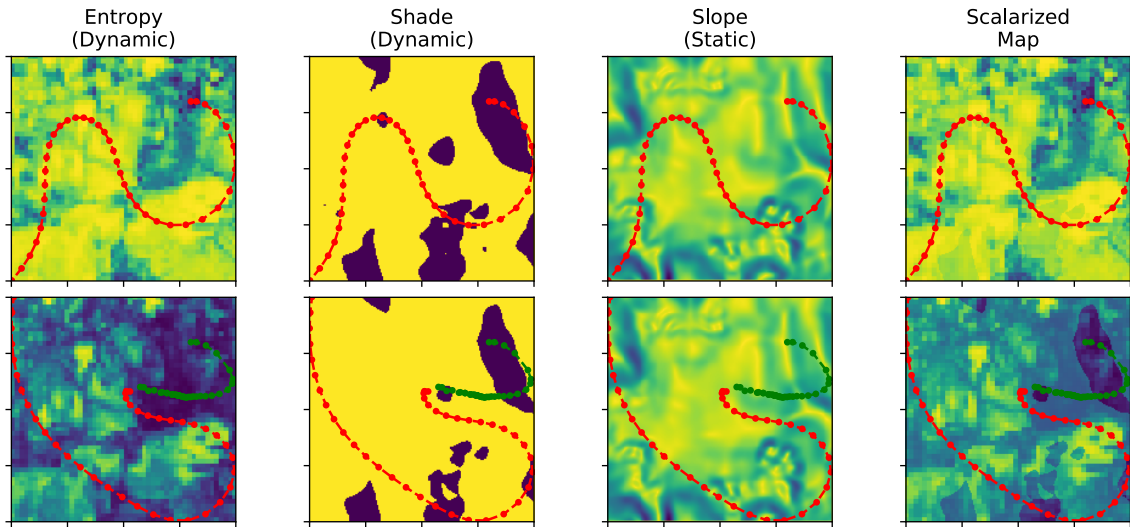 Entropy
(Dynamic)
Shade
(Dynamic)
Slope
(Static)
Scalarized
Map